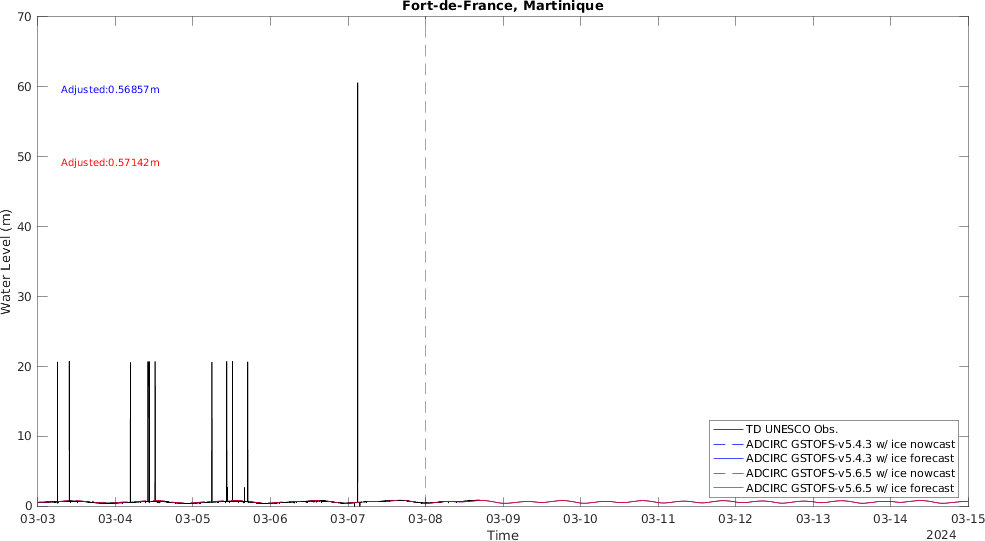 Fort-de-France, Martinique
70
60
50
40
30
20
10
0
Water Level (m)
Adjusted:0.56857m
Adjusted:0.57142m
TD UNESCO Obs.
ADCIRC GSTOFS-v5.4.3 w/ ice nowcast
ADCIRC GSTOFS-v5.4.3 w/ ice forecast
ADCIRC GSTOFS-v5.6.5 w/ ice nowcast
ADCIRC GSTOFS-v5.6.5 w/ ice forecast
03-03 03-04 03-05 03-06 03-07 03-08 03-09 03-10 03-11 03-12 03-13 03-14 03-15
Time
2024